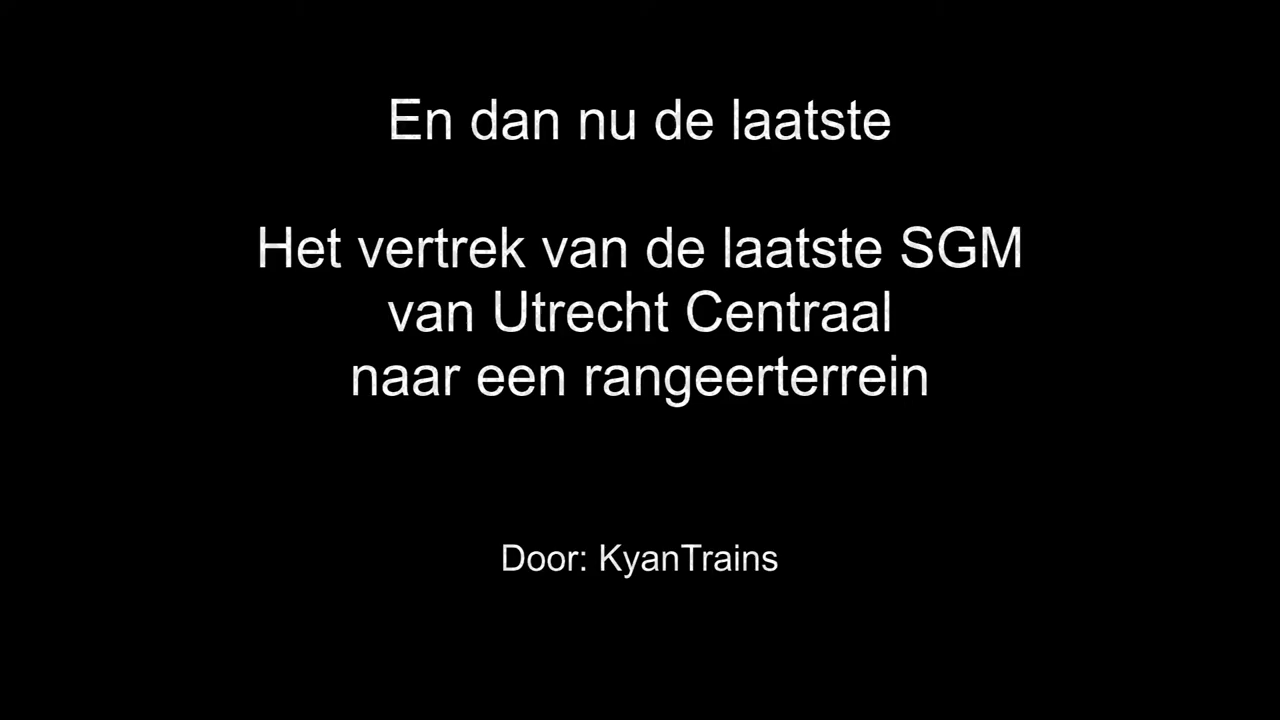 En dan nu de laatste
Het vertrek van de laatste SGM
van Utrecht Centraal
naar een rangeerterrein
Door: KyanTrains